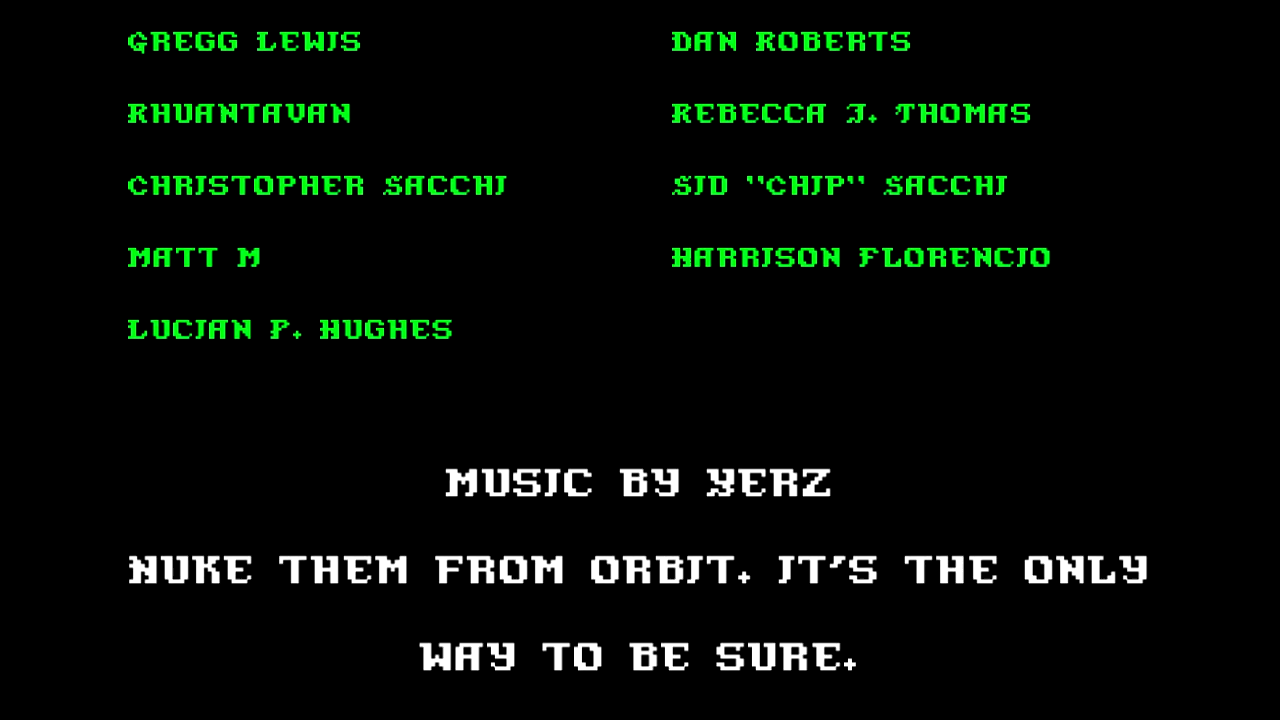 GREGG LEWIS
DAN ROBERTS
RHUANTAVAN
REBECCA J. THOMAS
CHRISTOPHER SACCHI
SID "CHIP" SACCHI
MATT M
HARRISON FLORENCIO
LUCIAN P. HUGHES
MUSIC BY YERZ
NUKE THEM FROM ORBIT. IT'S THE ONLY
WAY TO BE SURE.